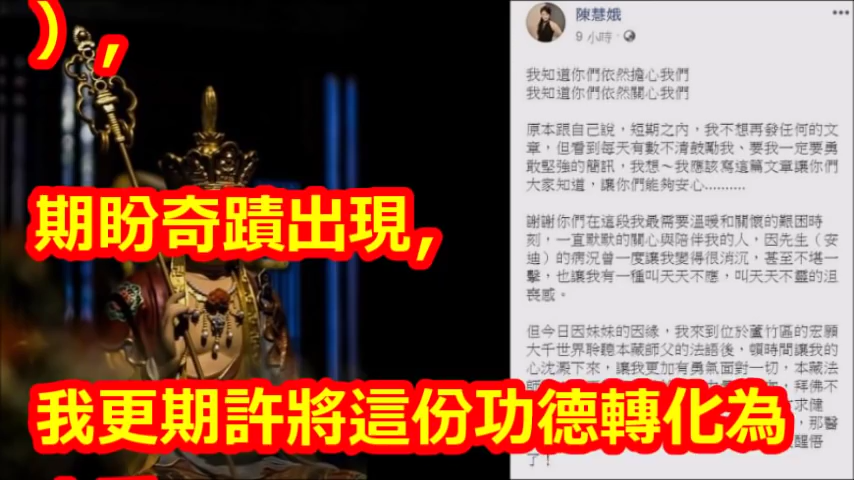 ），
期盼奇蹟出現，
我更期許將這份功德轉化為
陳慧娥
9 小時·
我知道你們依然擔心我們
我知道你們依然關心我們
原本跟自己說，短期之內，我不想再發任何的文
章，但看到每天有數不清鼓勵我、要我一定要勇
敢堅強的簡訊，我想～我應該寫這篇文章讓你們
大家知道，讓你們能夠安心..........
謝謝你們在這段我最需要溫暖和關懷的艱困時
刻，一直默默的關心與陪伴我的人，因先生（安
迪）的病況曾一度讓我變得很消沉，甚至不堪一
擊，也讓我有一種叫天天不應，叫天天不靈的沮
喪感。
但今日因妹妹的因緣，我來到位於蘆竹區的宏願
大千世界聆聽本藏師父的法語後，頓時間讓我的
心沈澱下來，讓我更加有勇氣面對一切，本藏法
師
，拜佛不
求健
，那醫
醒悟
了！